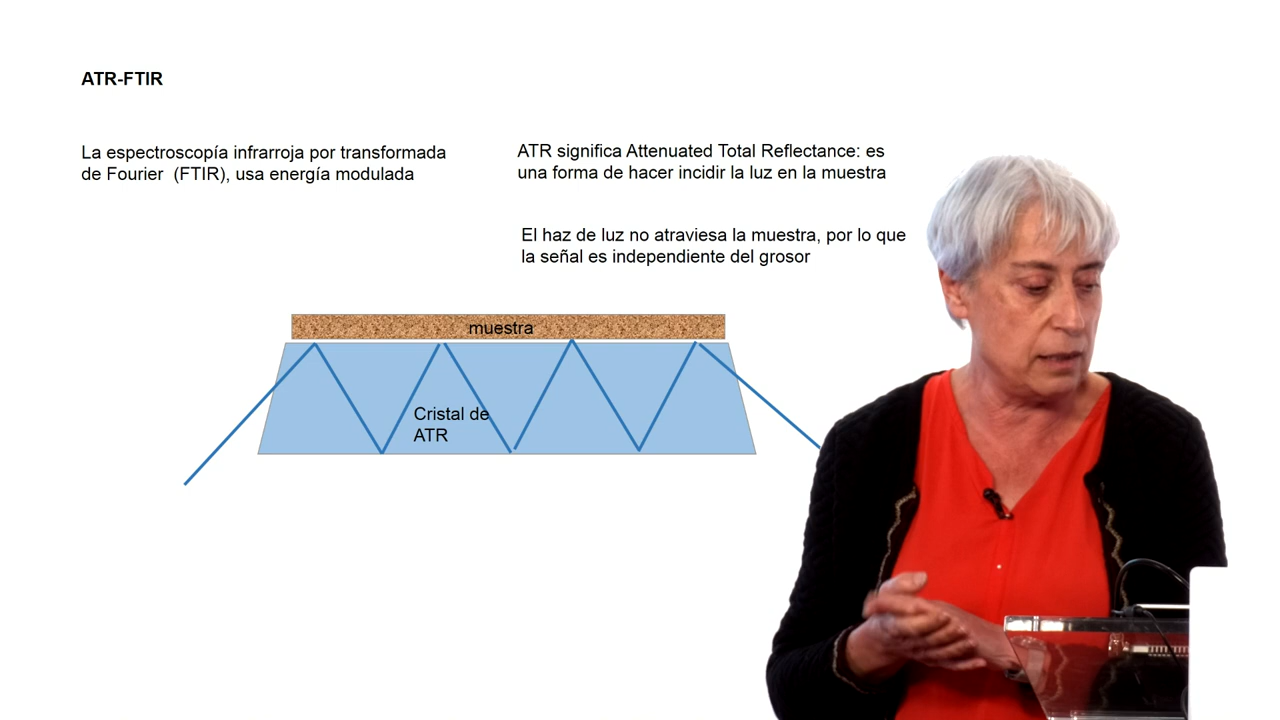 ATR-FTIR
La espectroscopía infrarroja por transformada
de Fourier (FTIR), usa energía modulada
ATR significa Attenuated Total Reflectance: es
una forma de hacer incidir la luz en la muestra
El haz de luz no atraviesa la muestra, por lo que
la señal es independiente del grosor
muestra
Cristal de
ATR